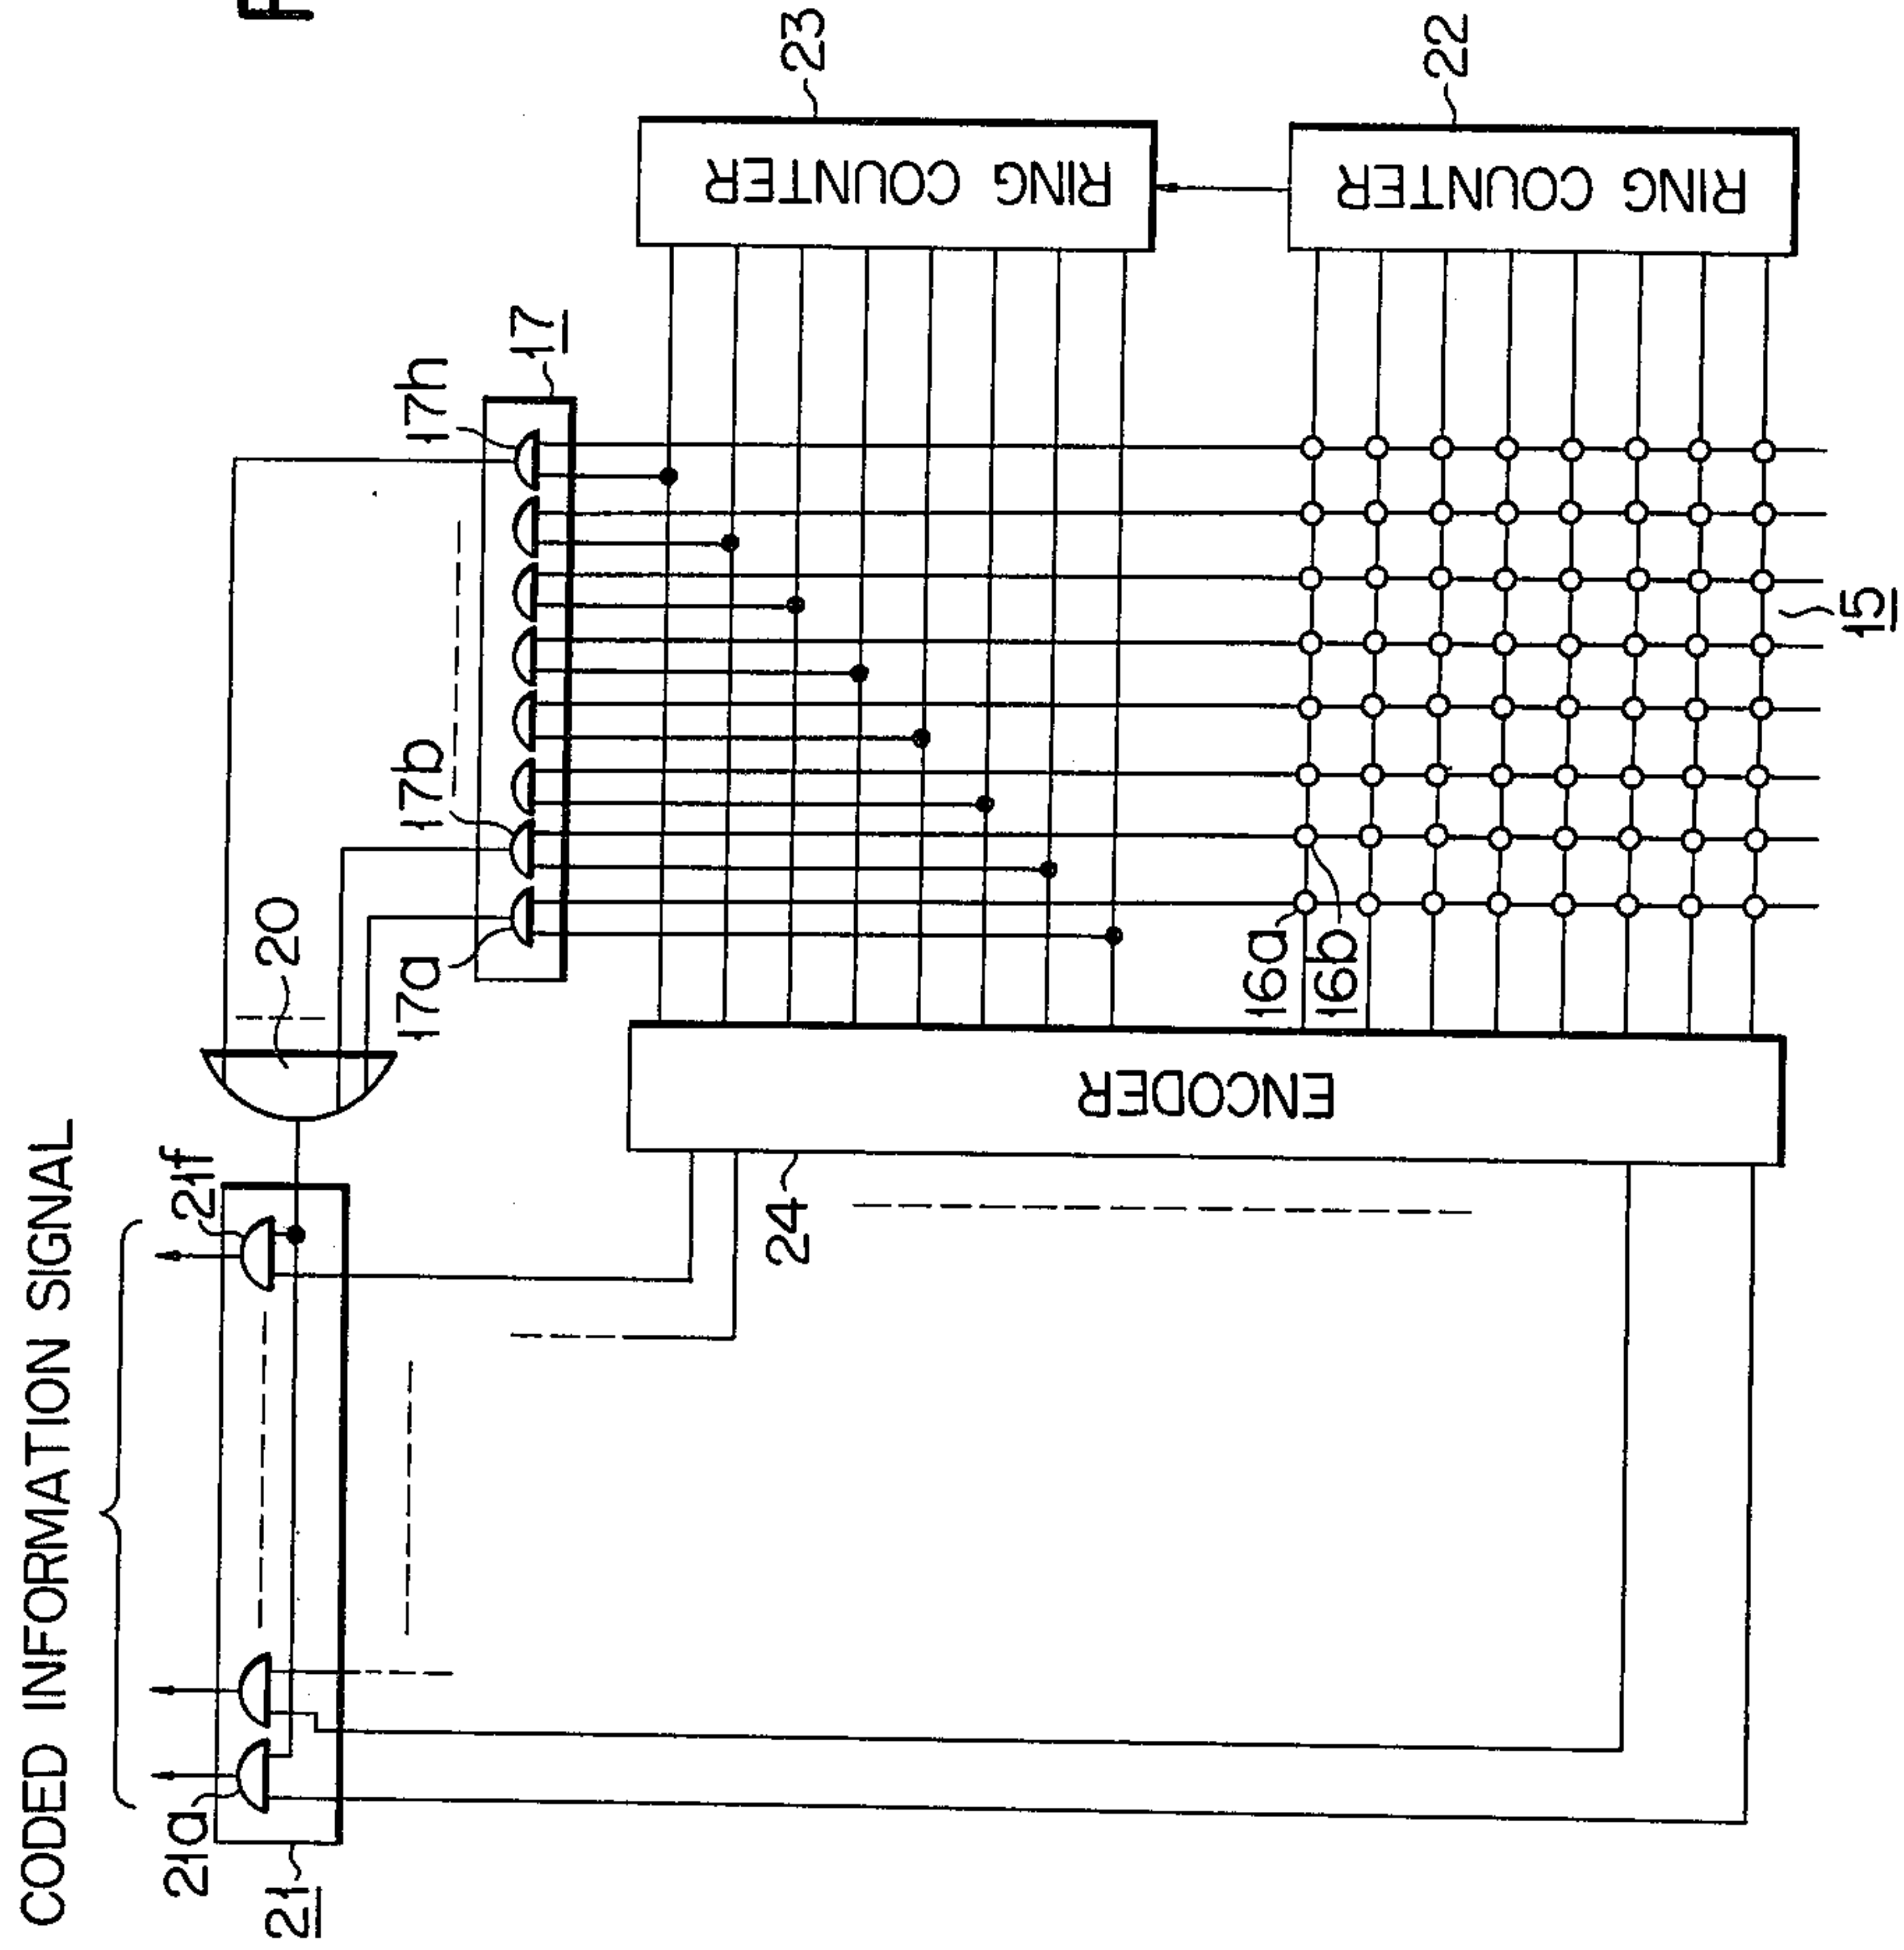 CODED INFORMATION SIGNAL
21a
21f
21
20
17a
17b
17h
17
23
RING COUNTER
22
RING COUNTER
24
ENCODER
16a
16b
15